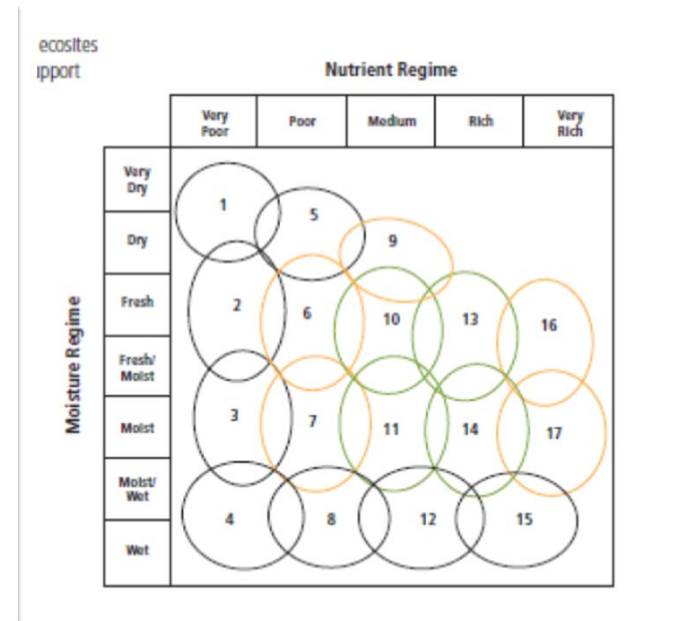 ecosites
Nutrient Regime
Very Poor
Poor
Medium
Rich
Very Rich
Moisture Regime
Very Dry
Dry
Fresh
Fresh/ Moist
Moist
Moist/ Wet
Wet
1
5
9
2
6
10
13
16
3
7
11
14
17
4
8
12
15